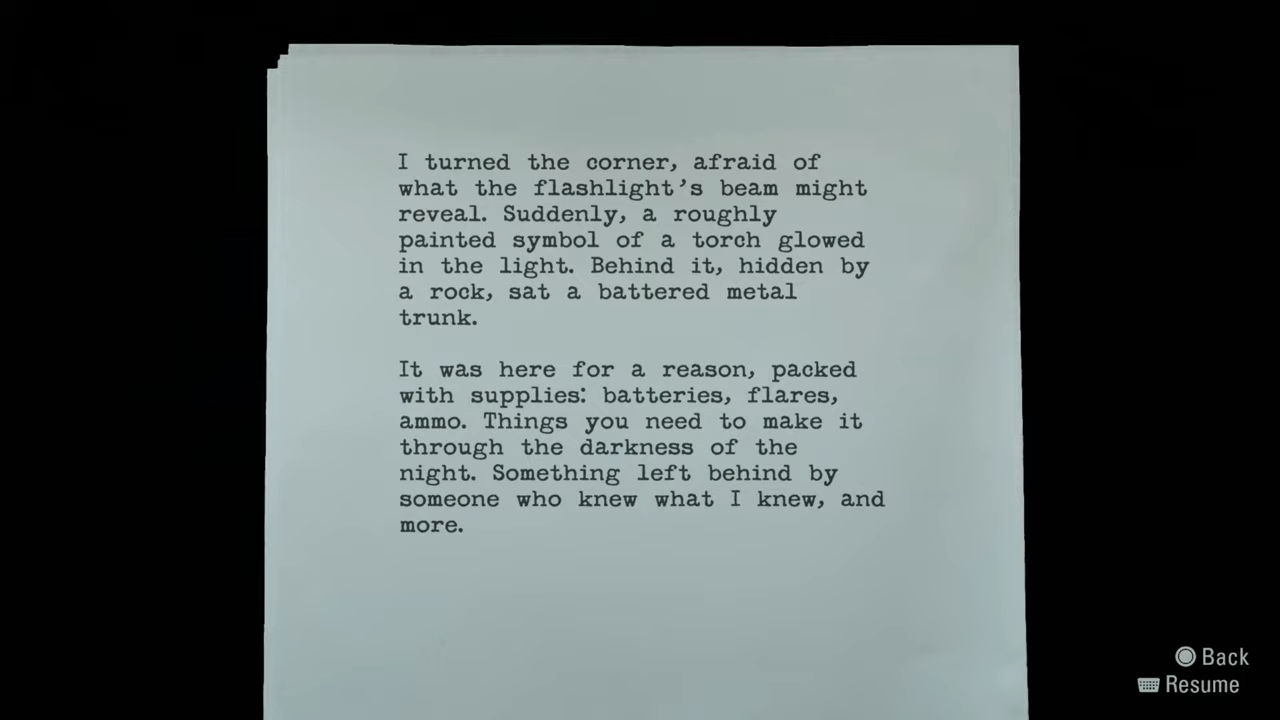 I turned the corner, afraid of
what the flashlight’s beam might
reveal. Suddenly, a roughly
painted symbol of a torch glowed
in the light. Behind it, hidden by
a rock, sat a battered metal
trunk.
It was here for a reason, packed
with supplies: batteries, flares,
ammo. Things you need to make it
through the darkness of the
night. Something left behind by
someone who knew what I knew, and
more.
Back
Resume